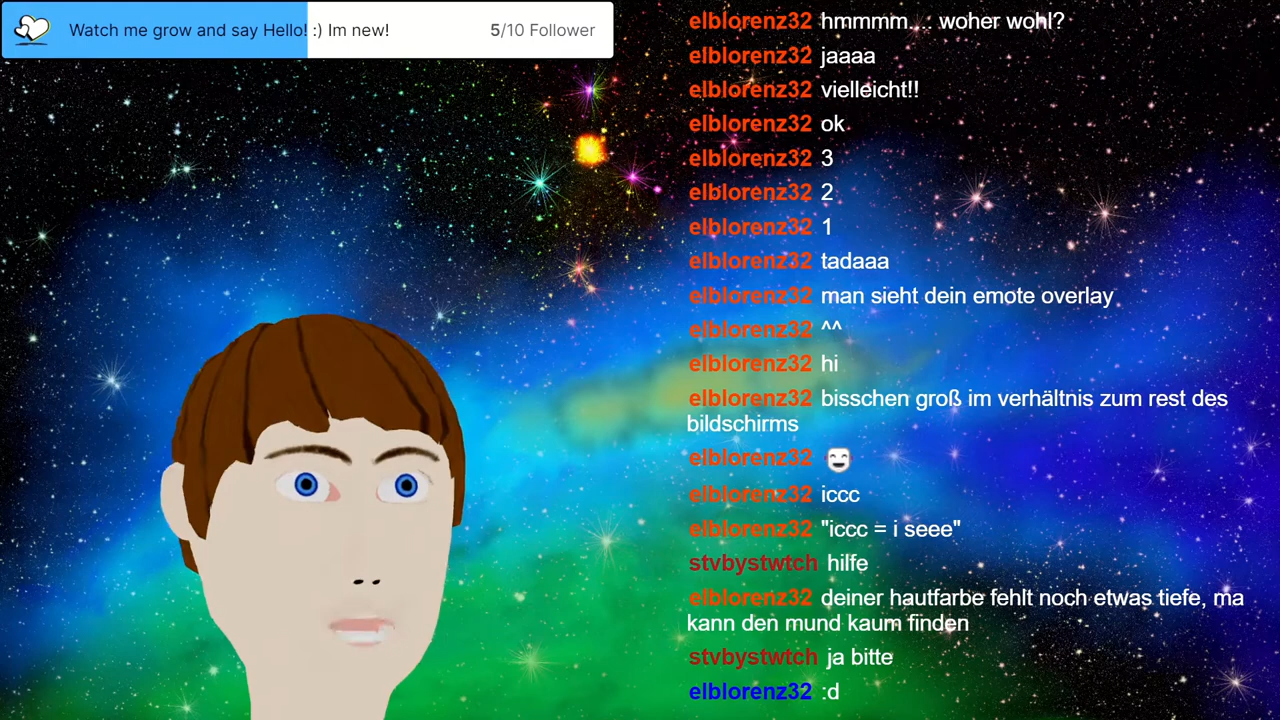 Watch me grow and say Hello! :) Im new! 5/10 Follower
elblorenz32 hmmmm.... woher wohl?
elblorenz32 jaaaa
elblorenz32 vielleicht!!
elblorenz32 ok
elblorenz32 3
elblorenz32 2
elblorenz32 1
elblorenz32 tadaaa
elblorenz32 man sieht dein emote overlay
elblorenz32 ^^
elblorenz32 hi
elblorenz32 bisschen groß im verhältnis zum rest des
bildschirms
elblorenz32
elblorenz32 iccc
elblorenz32 "iccc = i seee"
stvbystwtch hilfe
elblorenz32 deiner hautfarbe fehlt noch etwas tiefe, ma
kann den mund kaum finden
stvbystwtch ja bitte
elblorenz32 :d